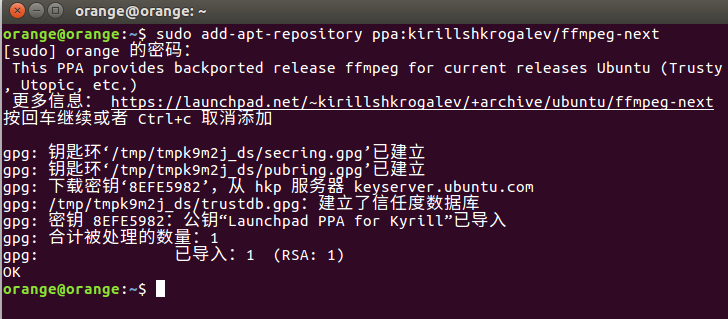 orange@orange: ~
orange@orange:~$ sudo add-apt-repository ppa:kirillshkrogalev/ffmpeg-next
[sudo] orange 的密码：
 This PPA provides backported release ffmpeg for current releases Ubuntu (Trusty
, Utopic, etc.)
 更多信息： https://launchpad.net/~kirillshkrogalev/+archive/ubuntu/ffmpeg-next
按回车继续或者 Ctrl+c 取消添加
gpg: 钥匙环‘/tmp/tmpk9m2j_ds/secring.gpg’已建立
gpg: 钥匙环‘/tmp/tmpk9m2j_ds/pubring.gpg’已建立
gpg: 下载密钥‘8EFE5982’，从 hkp 服务器 keyserver.ubuntu.com
gpg: /tmp/tmpk9m2j_ds/trustdb.gpg：建立了信任度数据库
gpg: 密钥 8EFE5982：公钥“Launchpad PPA for Kyrill”已导入
gpg: 合计被处理的数量：1
gpg:               已导入：1  (RSA: 1)
OK
orange@orange:~$